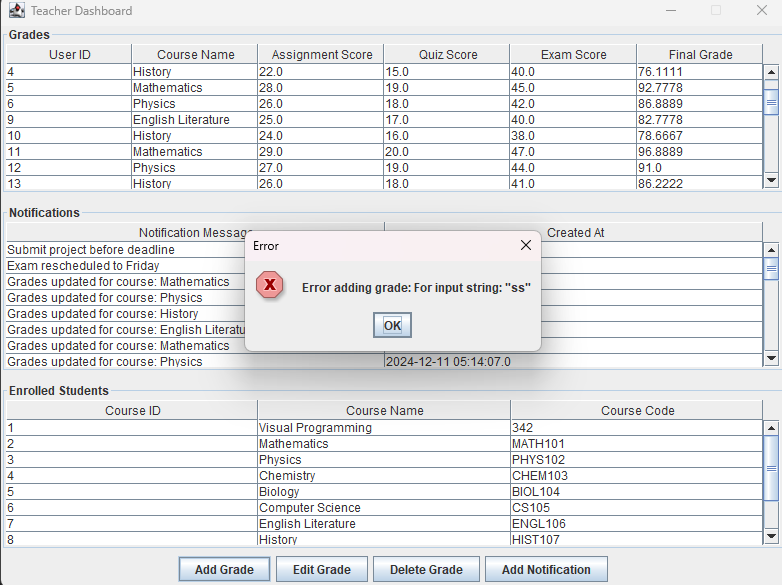 Teacher Dashboard
Grades
User ID Course Name Assignment Score Quiz Score Exam Score Final Grade
4 History 22.0 15.0 40.0 76.1111
5 Mathematics 28.0 19.0 45.0 92.7778
6 Physics 26.0 18.0 42.0 86.8889
9 English Literature 25.0 17.0 40.0 82.7778
10 History 24.0 16.0 38.0 78.6667
11 Mathematics 29.0 20.0 47.0 96.8889
12 Physics 27.0 19.0 44.0 91.0
13 History 26.0 18.0 41.0 86.2222
Notifications
Notification Message Created At
Submit project before deadline
Exam rescheduled to Friday
Grades updated for course: Mathematics
Grades updated for course: Physics
Grades updated for course: History
Grades updated for course: English Literatu
Grades updated for course: Mathematics
Grades updated for course: Physics 2024-12-11 05:14:07.0
Error
Error adding grade: For input string: "ss"
OK
Enrolled Students
Course ID Course Name Course Code
1 Visual Programming 342
2 Mathematics MATH101
3 Physics PHYS102
4 Chemistry CHEM103
5 Biology BIOL104
6 Computer Science CS105
7 English Literature ENGL106
8 History HIST107
Add Grade Edit Grade Delete Grade Add Notification